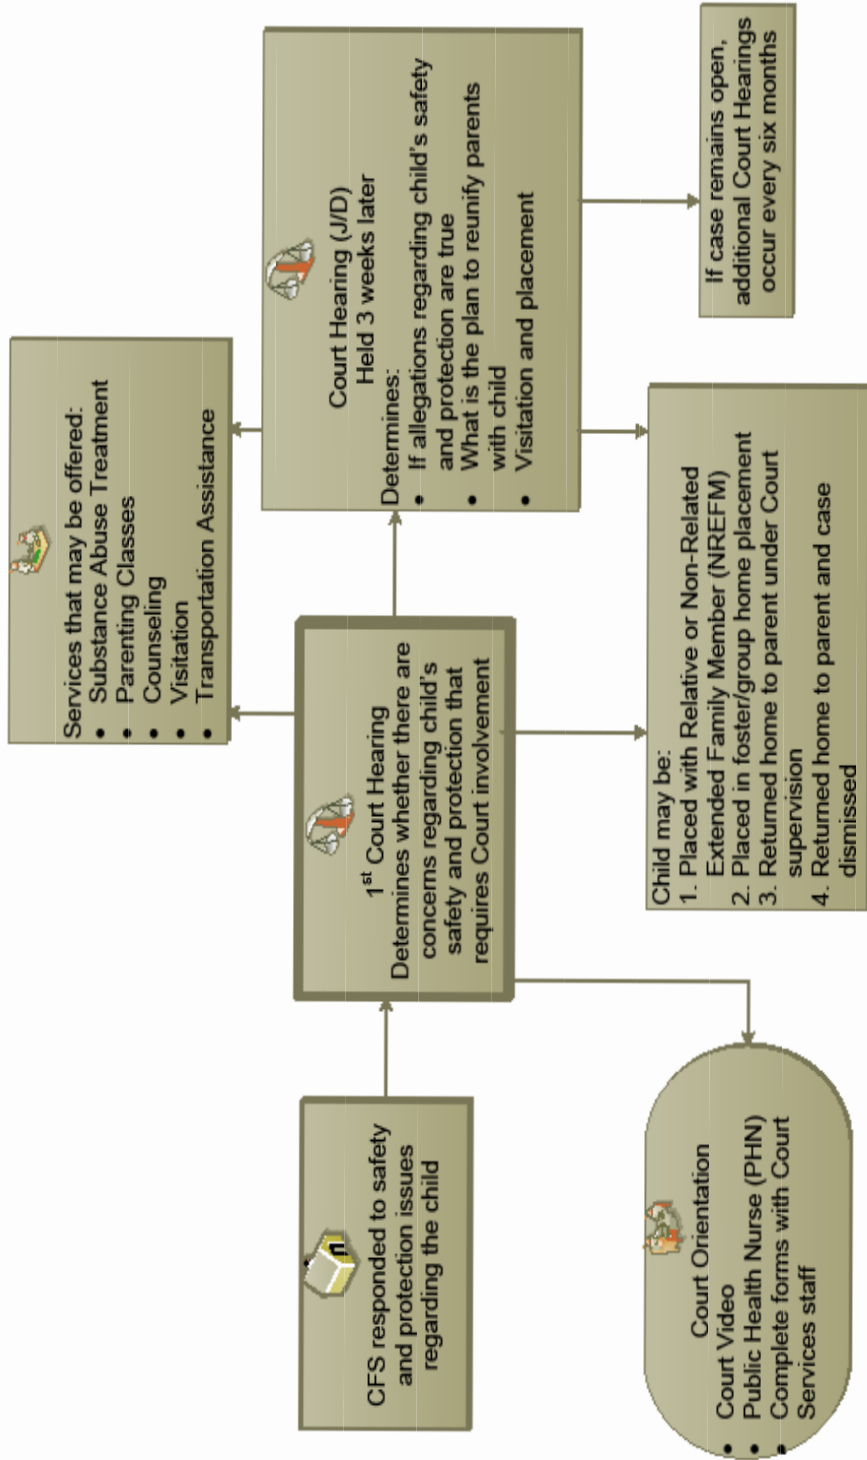 CFS responded to safety
and protection issues
regarding the child
1st Court Hearing
Determines whether there are
concerns regarding child's
safety and protection that
requires Court involvement
Court Orientation
• Court Video
• Public Health Nurse (PHN)
• Complete forms with Court
Services staff
Services that may be offered:
• Substance Abuse Treatment
• Parenting Classes
• Counseling
• Visitation
• Transportation Assistance
Child may be:
1. Placed with Relative or Non-Related
Extended Family Member (NREFM)
2. Placed in foster/group home placement
3. Returned home to parent under Court
supervision
4. Returned home to parent and case
dismissed
Court Hearing (J/D)
Held 3 weeks later
Determines:
• If allegations regarding child's safety
and protection are true
• What is the plan to reunify parents
with child
• Visitation and placement
If case remains open,
additional Court Hearings
occur every six months